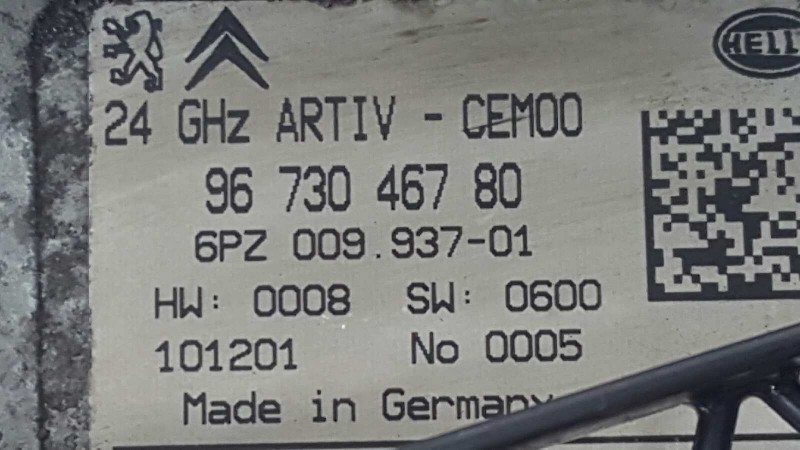 HELL
24 GHz ARTIV - CEM00
96 730 467 80
6PZ 009.937-01
HW: 0008 SW: 0600
101201 No 0005
Made in Germany